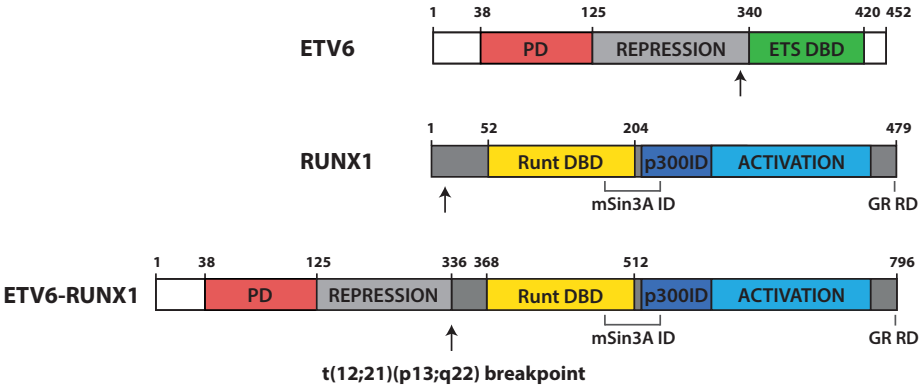 1 38 125 340 420 452
ETV6 PD REPRESSION ETS DBD
1 52 204 479
RUNX1 Runt DBD p300ID ACTIVATION
mSin3A ID GR RD
1 38 125 336 368 512 796
ETV6-RUNX1 PD REPRESSION Runt DBD p300ID ACTIVATION
mSin3A ID GR RD
t(12;21)(p13;q22) breakpoint